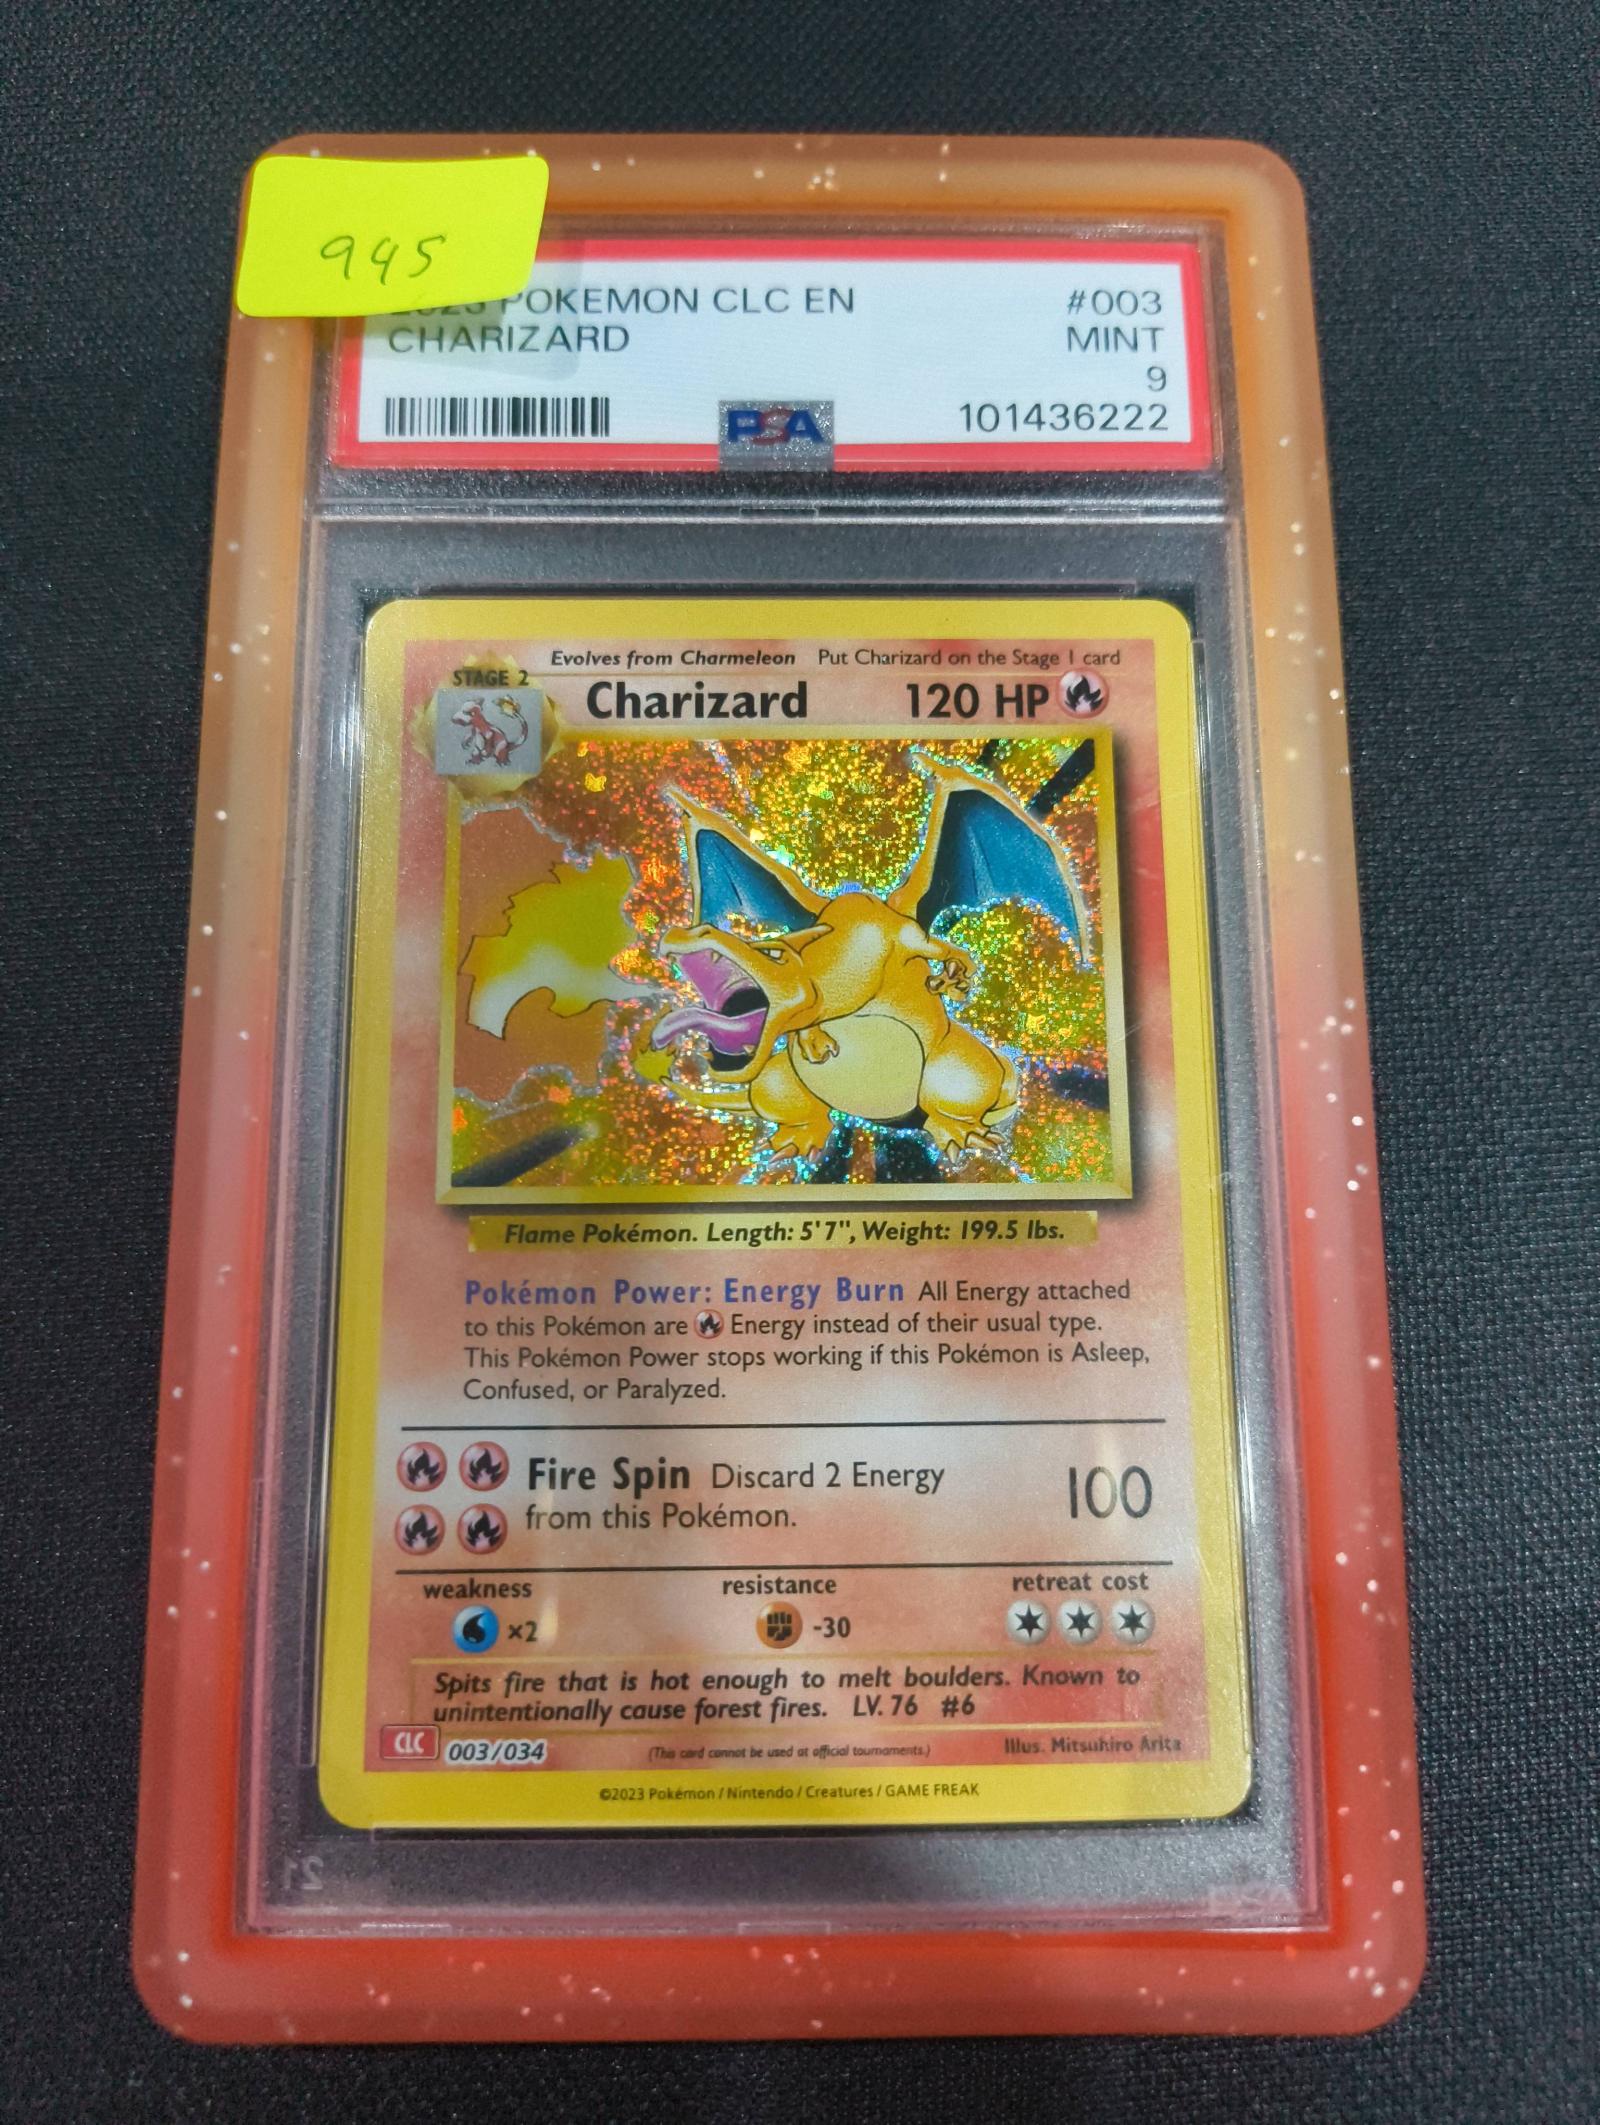 945
2023 POKEMON CLC EN
#003
CHARIZARD
MINT
9
PSA
101436222
Evolves from Charmeleon Put Charizard on the Stage 1 card
STAGE 2
Charizard 120 HP
Flame Pokémon. Length: 5'7", Weight: 199.5 lbs.
Pokémon Power: Energy Burn All Energy attached
to this Pokémon are Energy instead of their usual type.
This Pokémon Power stops working if this Pokémon is Asleep,
Confused, or Paralyzed.
Fire Spin Discard 2 Energy
from this Pokémon.
100
weakness resistance retreat cost
×2 -30
Spits fire that is hot enough to melt boulders. Known to
unintentionally cause forest fires. LV. 76 #6
CLC 003/034 (This card cannot be used at official tournaments.) Illus. Mitsuhiro Arita
©2023 Pokémon / Nintendo / Creatures / GAME FREAK